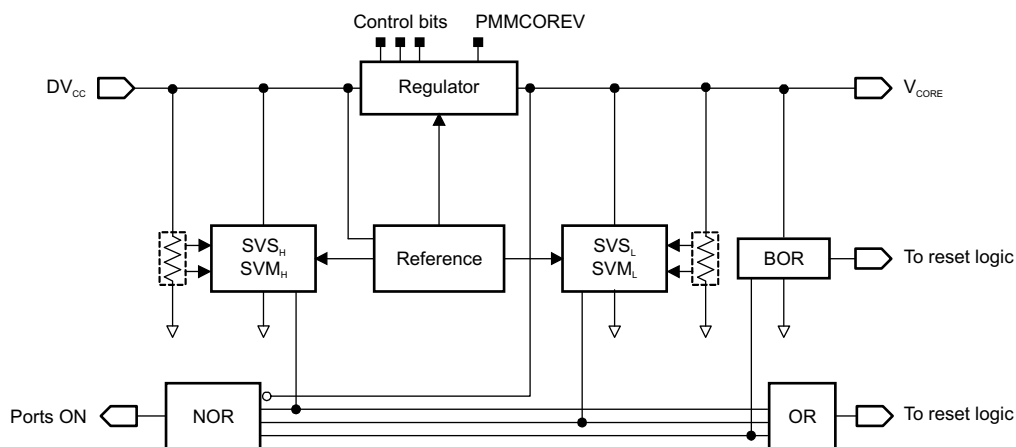 Control bits
PMMCOREV
DVCC
Regulator
VCORE
SVSH
SVMH
Reference
SVSL
SVML
BOR
To reset logic
Ports ON
NOR
OR
To reset logic